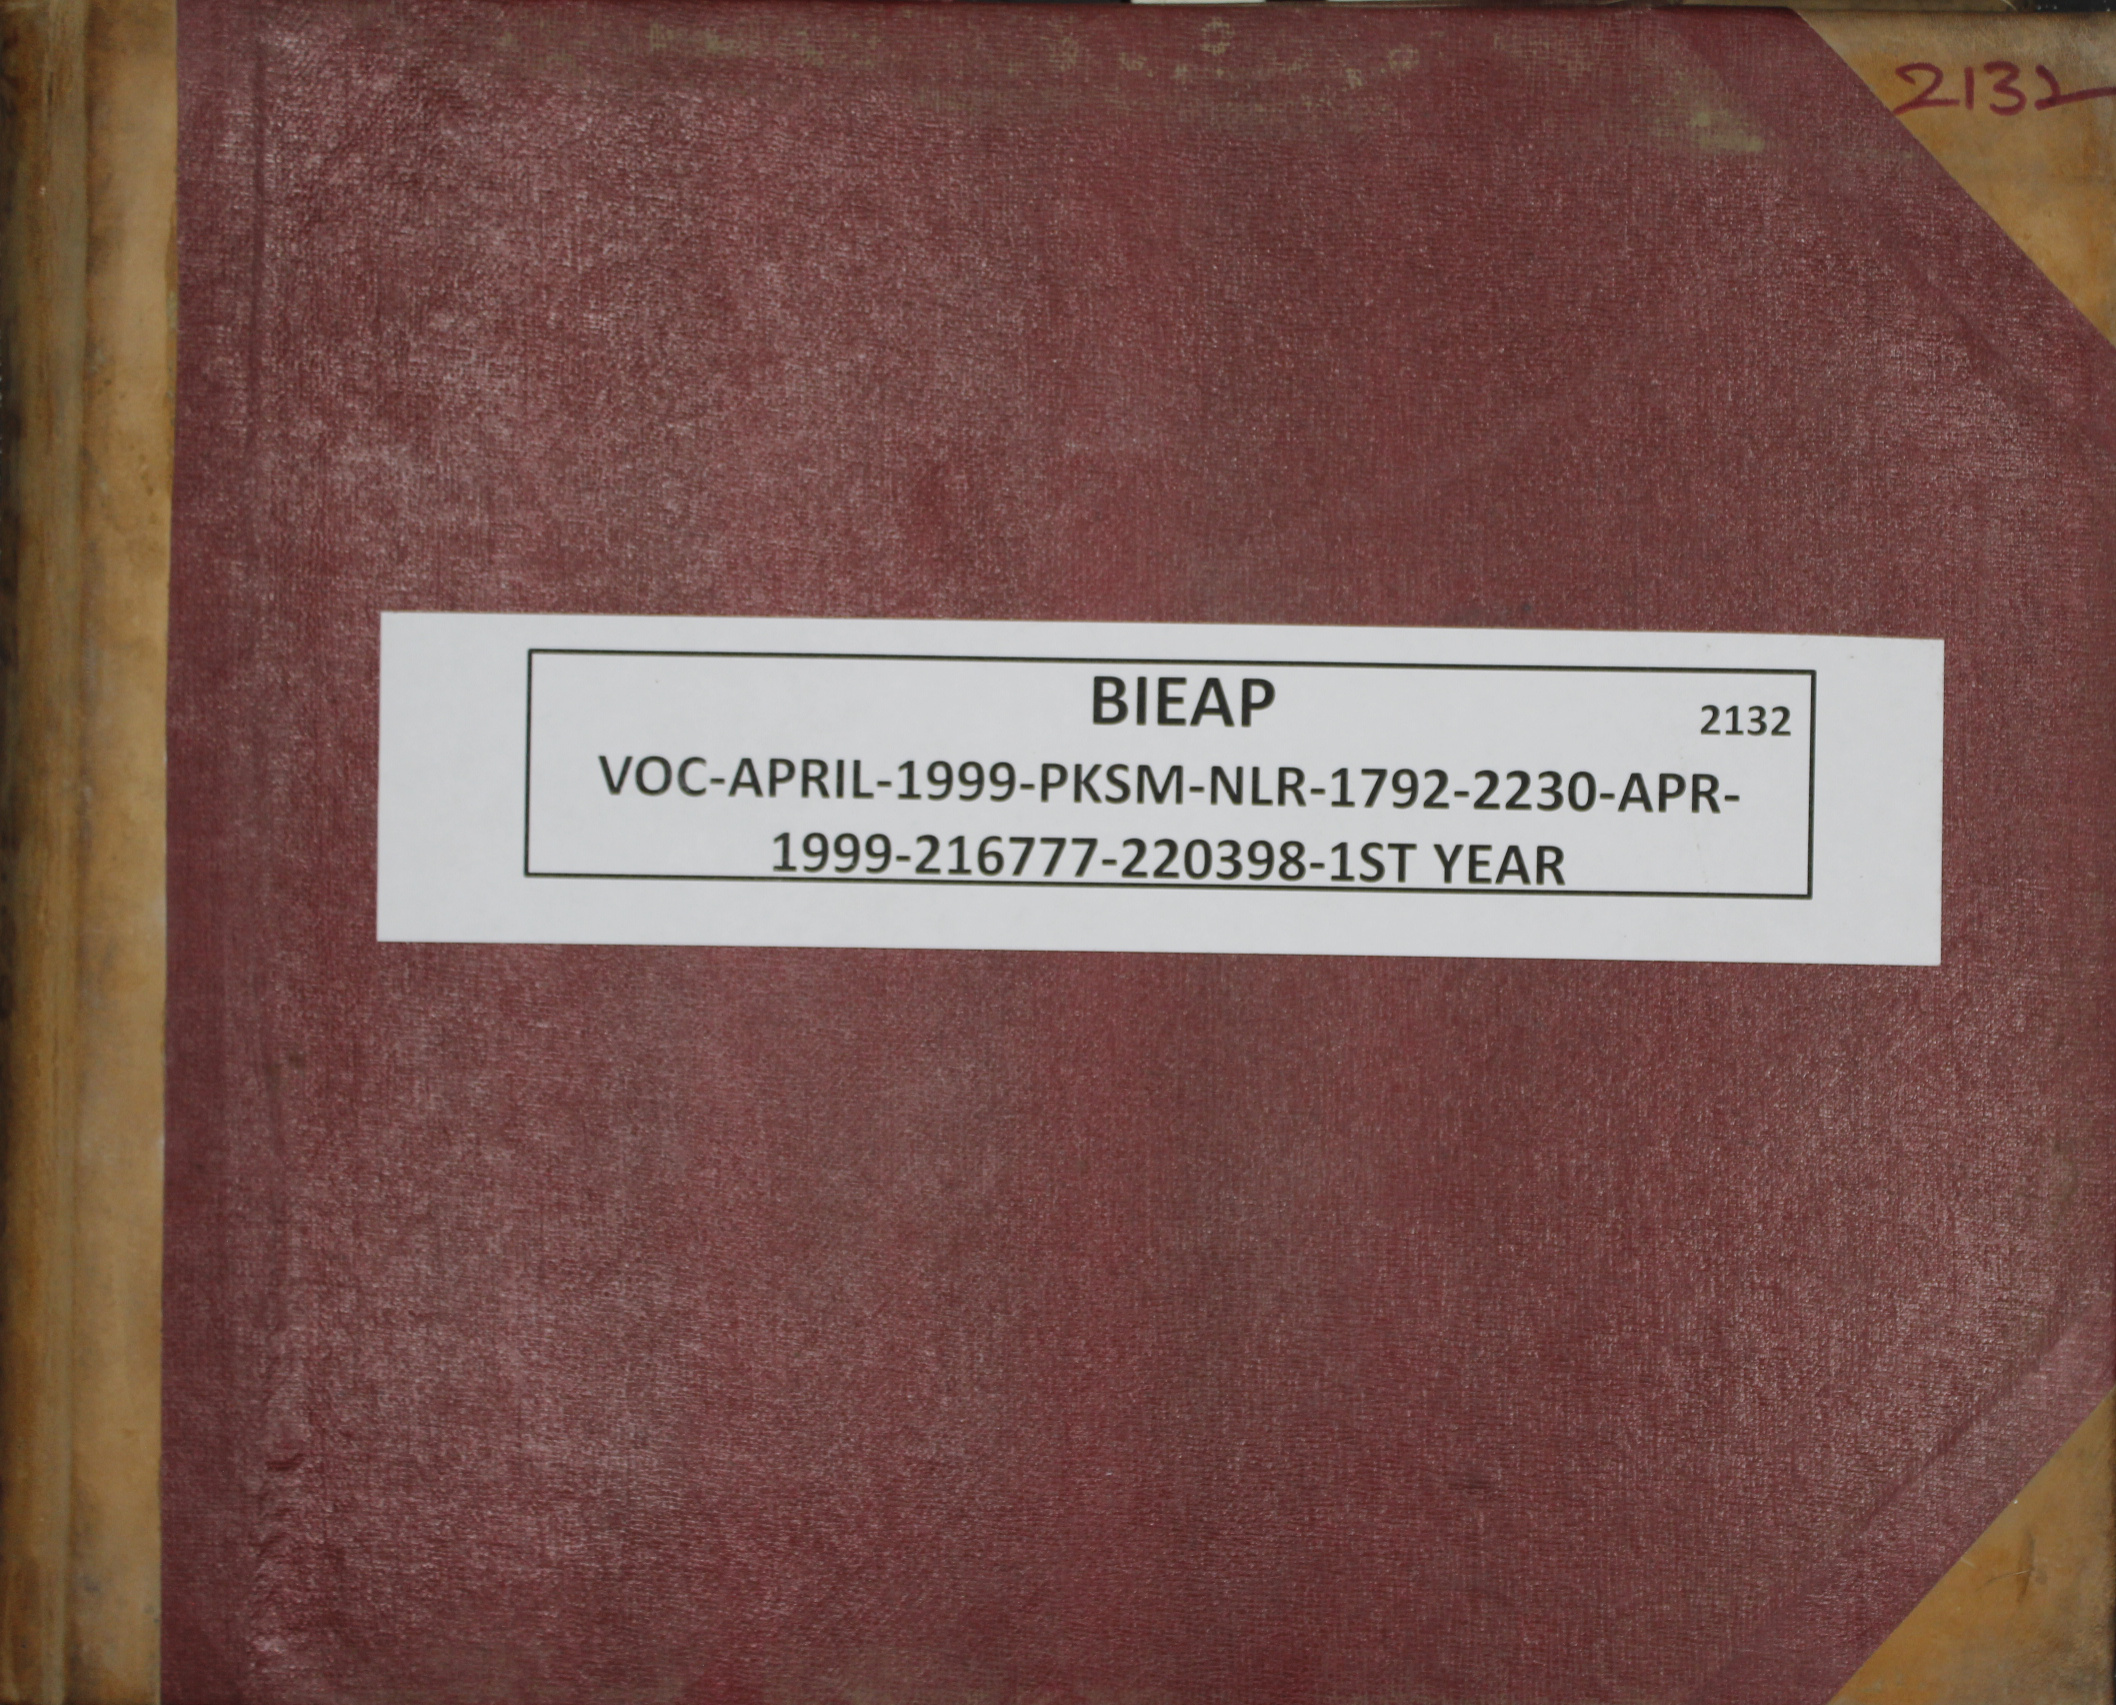 2132
BIEAP
2132
VOC-APRIL-1999-PKSM-NLR-1792-2230-APR-
1999-216777-220398-1ST YEAR